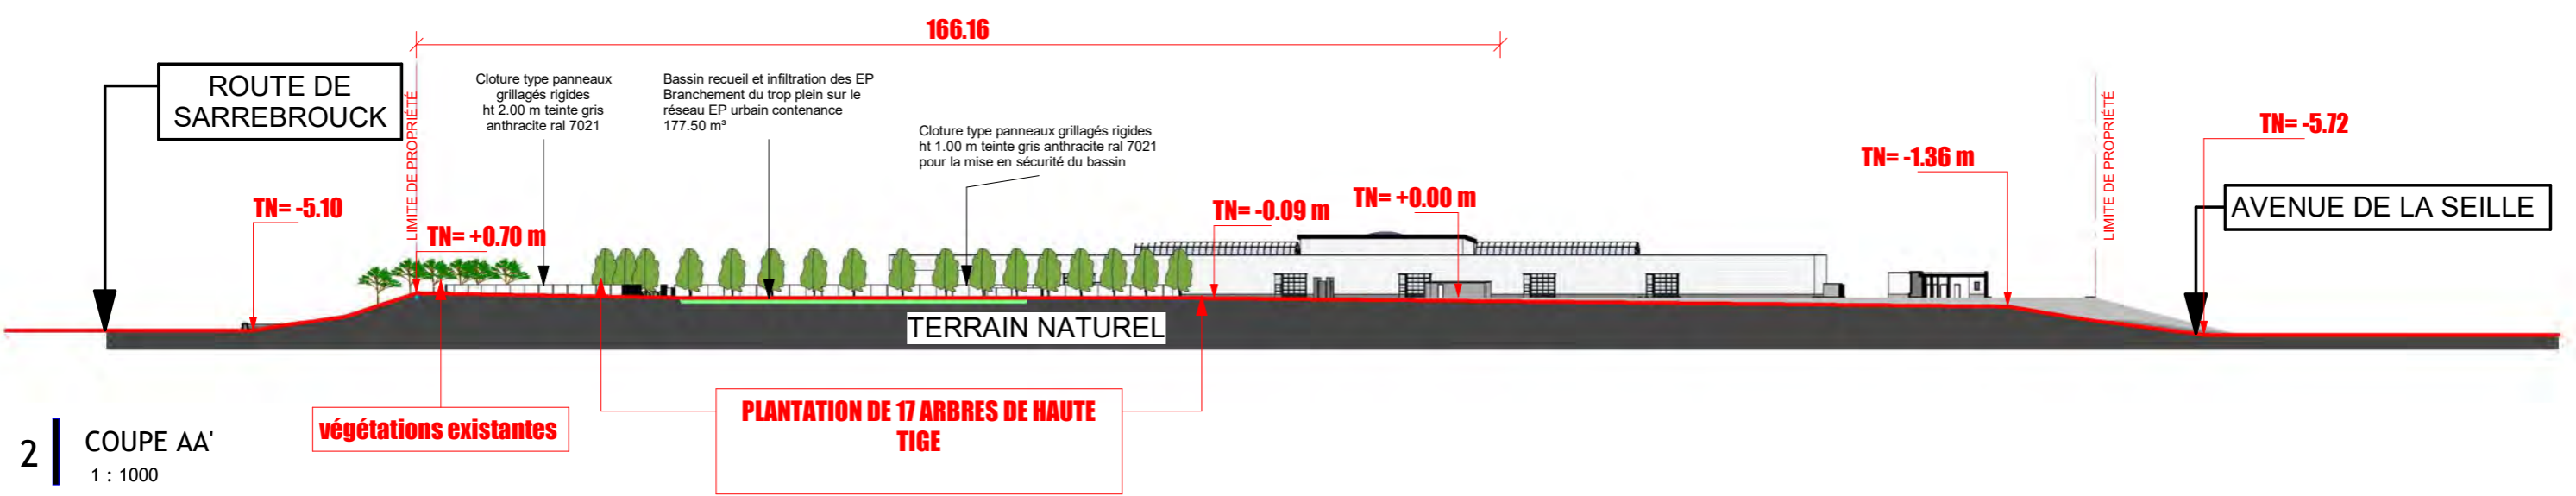 166.16
ROUTE DE
SARREBROUCK
LIMITE DE PROPRIÉTÉ
Cloture type panneaux
grillagés rigides
ht 2.00 m teinte gris
anthracite ral 7021
Bassin recueil et infiltration des EP
Branchement du trop plein sur le
réseau EP urbain contenance
177.50 m³
Cloture type panneaux grillagés rigides
ht 1.00 m teinte gris anthracite ral 7021
pour la mise en sécurité du bassin
LIMITE DE PROPRIÉTÉ
TN= -5.72
TN= -1.36 m
AVENUE DE LA SEILLE
TN= -5.10
TN= +0.70 m
TN= -0.09 m
TN= +0.00 m
TERRAIN NATUREL
végétations existantes
PLANTATION DE 17 ARBRES DE HAUTE
TIGE
2
COUPE AA'
1 : 1000